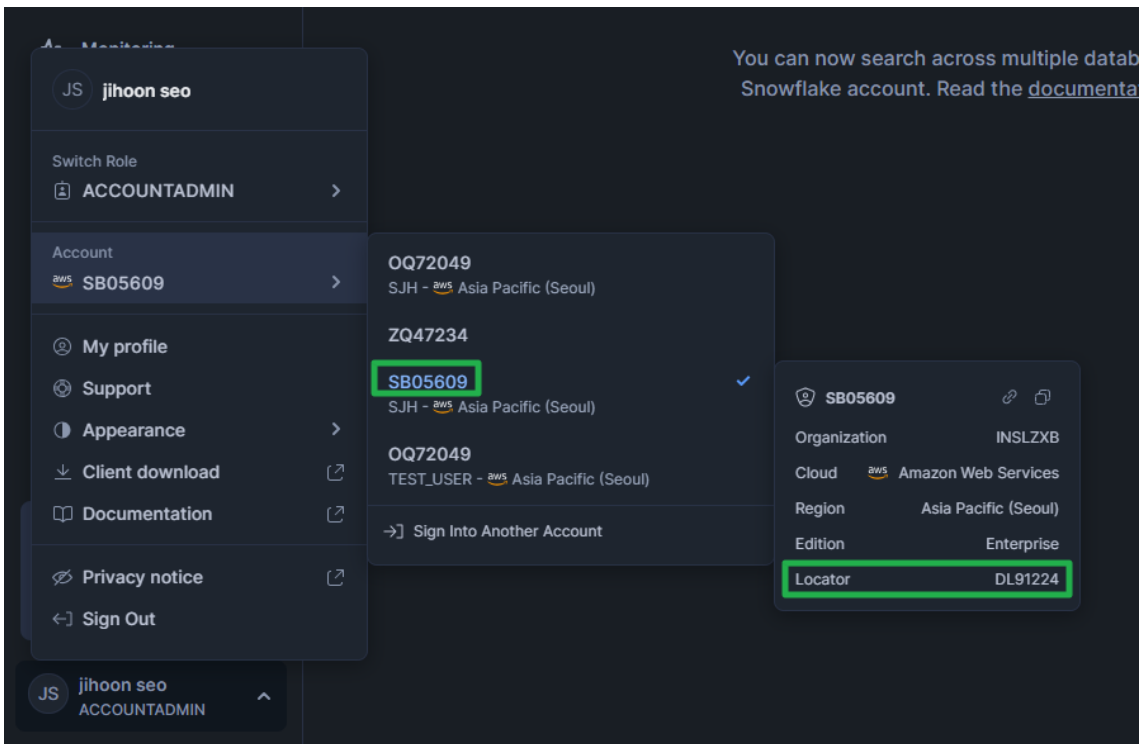 Monitoring
You can now search across multiple datab
Snowflake account. Read the documenta
JS jihoon seo
Switch Role
ACCOUNTADMIN
Account
aws SB05609
My profile
Support
Appearance
Client download
Documentation
Privacy notice
Sign Out
JS jihoon seo
ACCOUNTADMIN
OQ72049
SJH - aws Asia Pacific (Seoul)
ZQ47234
SB05609
SJH - aws Asia Pacific (Seoul)
OQ72049
TEST_USER - aws Asia Pacific (Seoul)
Sign Into Another Account
SB05609
Organization INSLZXB
Cloud aws Amazon Web Services
Region Asia Pacific (Seoul)
Edition Enterprise
Locator DL91224